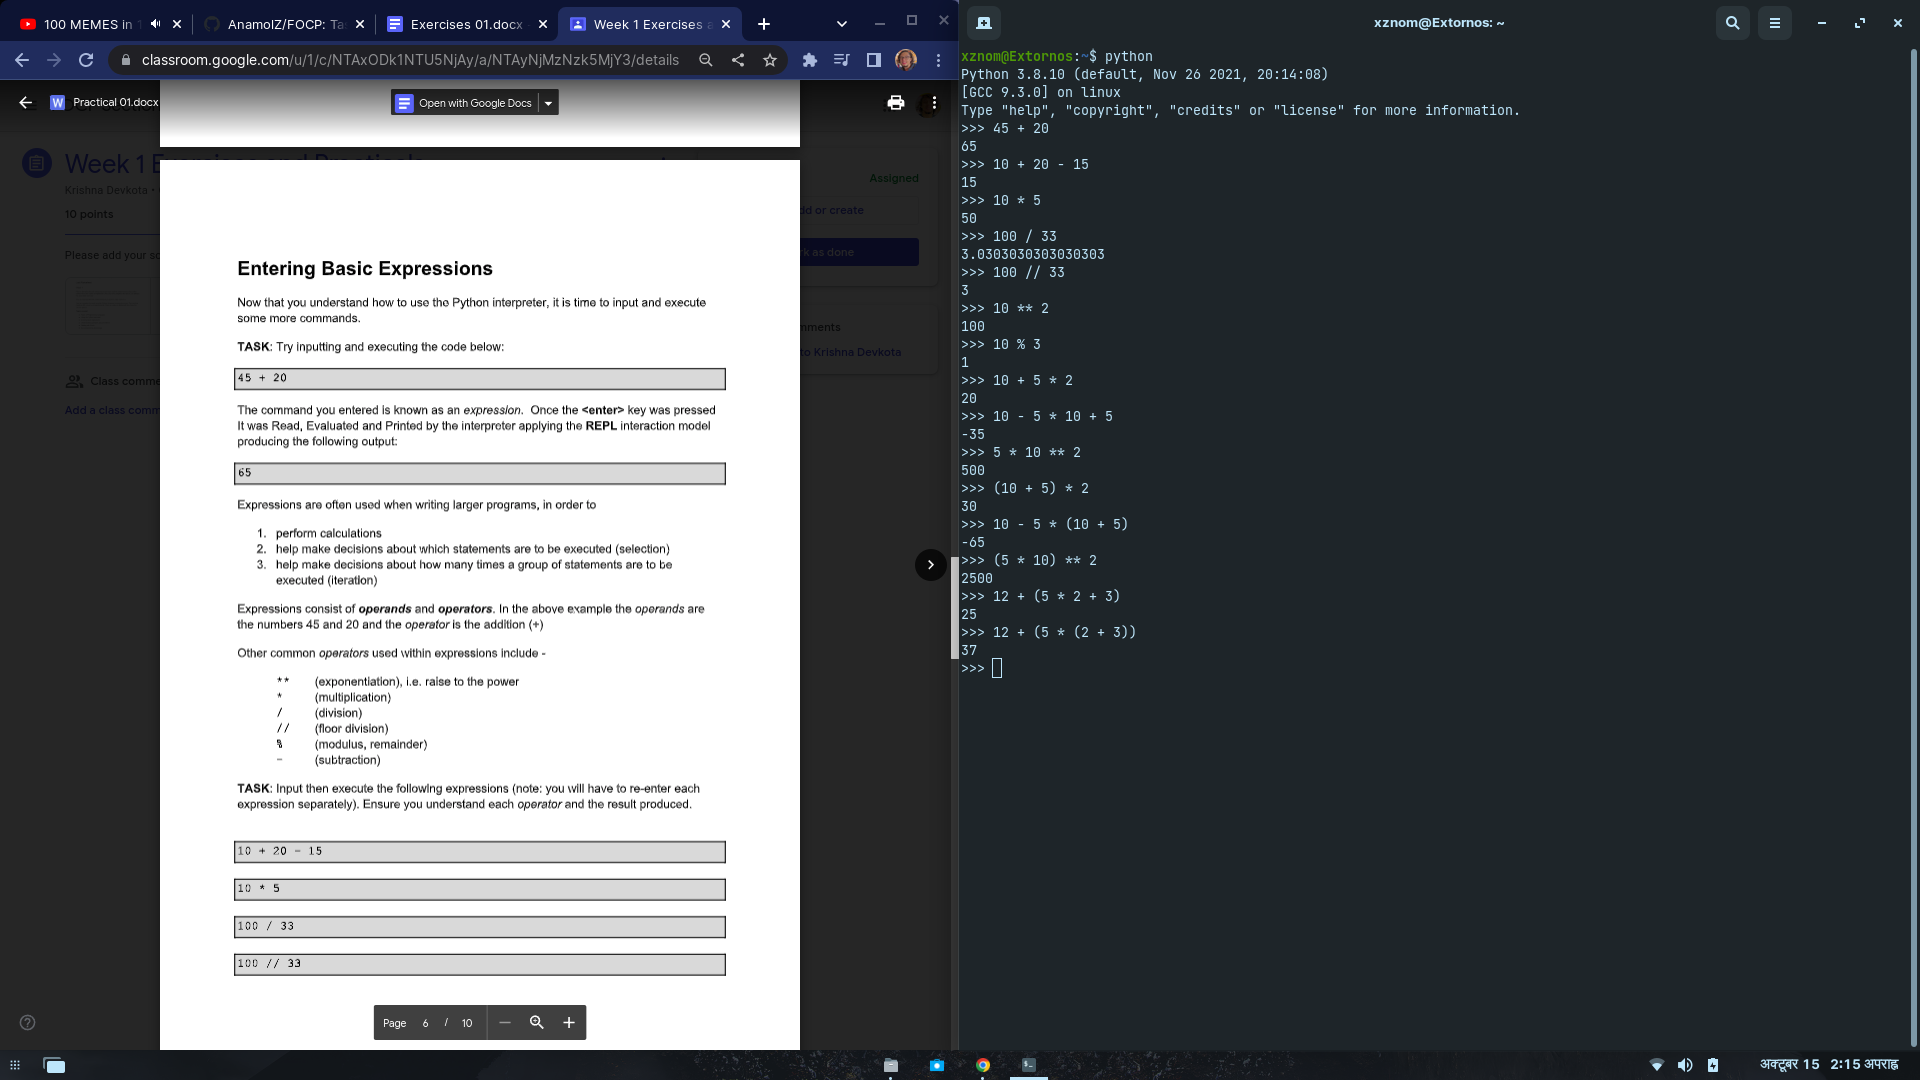 100 MEMES in 1
AnamolZ/FOCP: Ta
Exercises 01.docx
Week 1 Exercises a
classroom.google.com/u/1/c/NTAxODk1NTU5NjAy/a/NTAyNjMzNzk5MjY3/details
Practical 01.docx
Open with Google Docs
Week 1 Exercises and Practicals
Krishna Devkota •
Assigned
10 points
dd or create
Please add your
rk as done
mments
to Krishna Devkota
Class comme
Add a class comm
Entering Basic Expressions
Now that you understand how to use the Python interpreter, it is time to input and execute
some more commands.
TASK: Try inputting and executing the code below:
45 + 20
The command you entered is known as an expression. Once the <enter> key was pressed
It was Read, Evaluated and Printed by the interpreter applying the REPL interaction model
producing the following output:
65
Expressions are often used when writing larger programs, in order to
1. perform calculations
2. help make decisions about which statements are to be executed (selection)
3. help make decisions about how many times a group of statements are to be
executed (iteration)
Expressions consist of operands and operators. In the above example the operands are
the numbers 45 and 20 and the operator is the addition (+)
Other common operators used within expressions include -
** (exponentiation), i.e. raise to the power
* (multiplication)
/ (division)
// (floor division)
% (modulus, remainder)
- (subtraction)
TASK: Input then execute the following expressions (note: you will have to re-enter each
expression separately). Ensure you understand each operator and the result produced.
10 + 20 - 15
10 * 5
100 / 33
100 // 33
Page 6 / 10
xznom@Extornos: ~
xznom@Extornos:~$ python
Python 3.8.10 (default, Nov 26 2021, 20:14:08)
[GCC 9.3.0] on linux
Type "help", "copyright", "credits" or "license" for more information.
>>> 45 + 20
65
>>> 10 + 20 - 15
15
>>> 10 * 5
50
>>> 100 / 33
3.0303030303030303
>>> 100 // 33
3
>>> 10 ** 2
100
>>> 10 % 3
1
>>> 10 + 5 * 2
20
>>> 10 - 5 * 10 + 5
-35
>>> 5 * 10 ** 2
500
>>> (10 + 5) * 2
30
>>> 10 - 5 * (10 + 5)
-65
>>> (5 * 10) ** 2
2500
>>> 12 + (5 * 2 + 3)
25
>>> 12 + (5 * (2 + 3))
37
>>>
अक्टूबर 15 2:15 अपराह्न